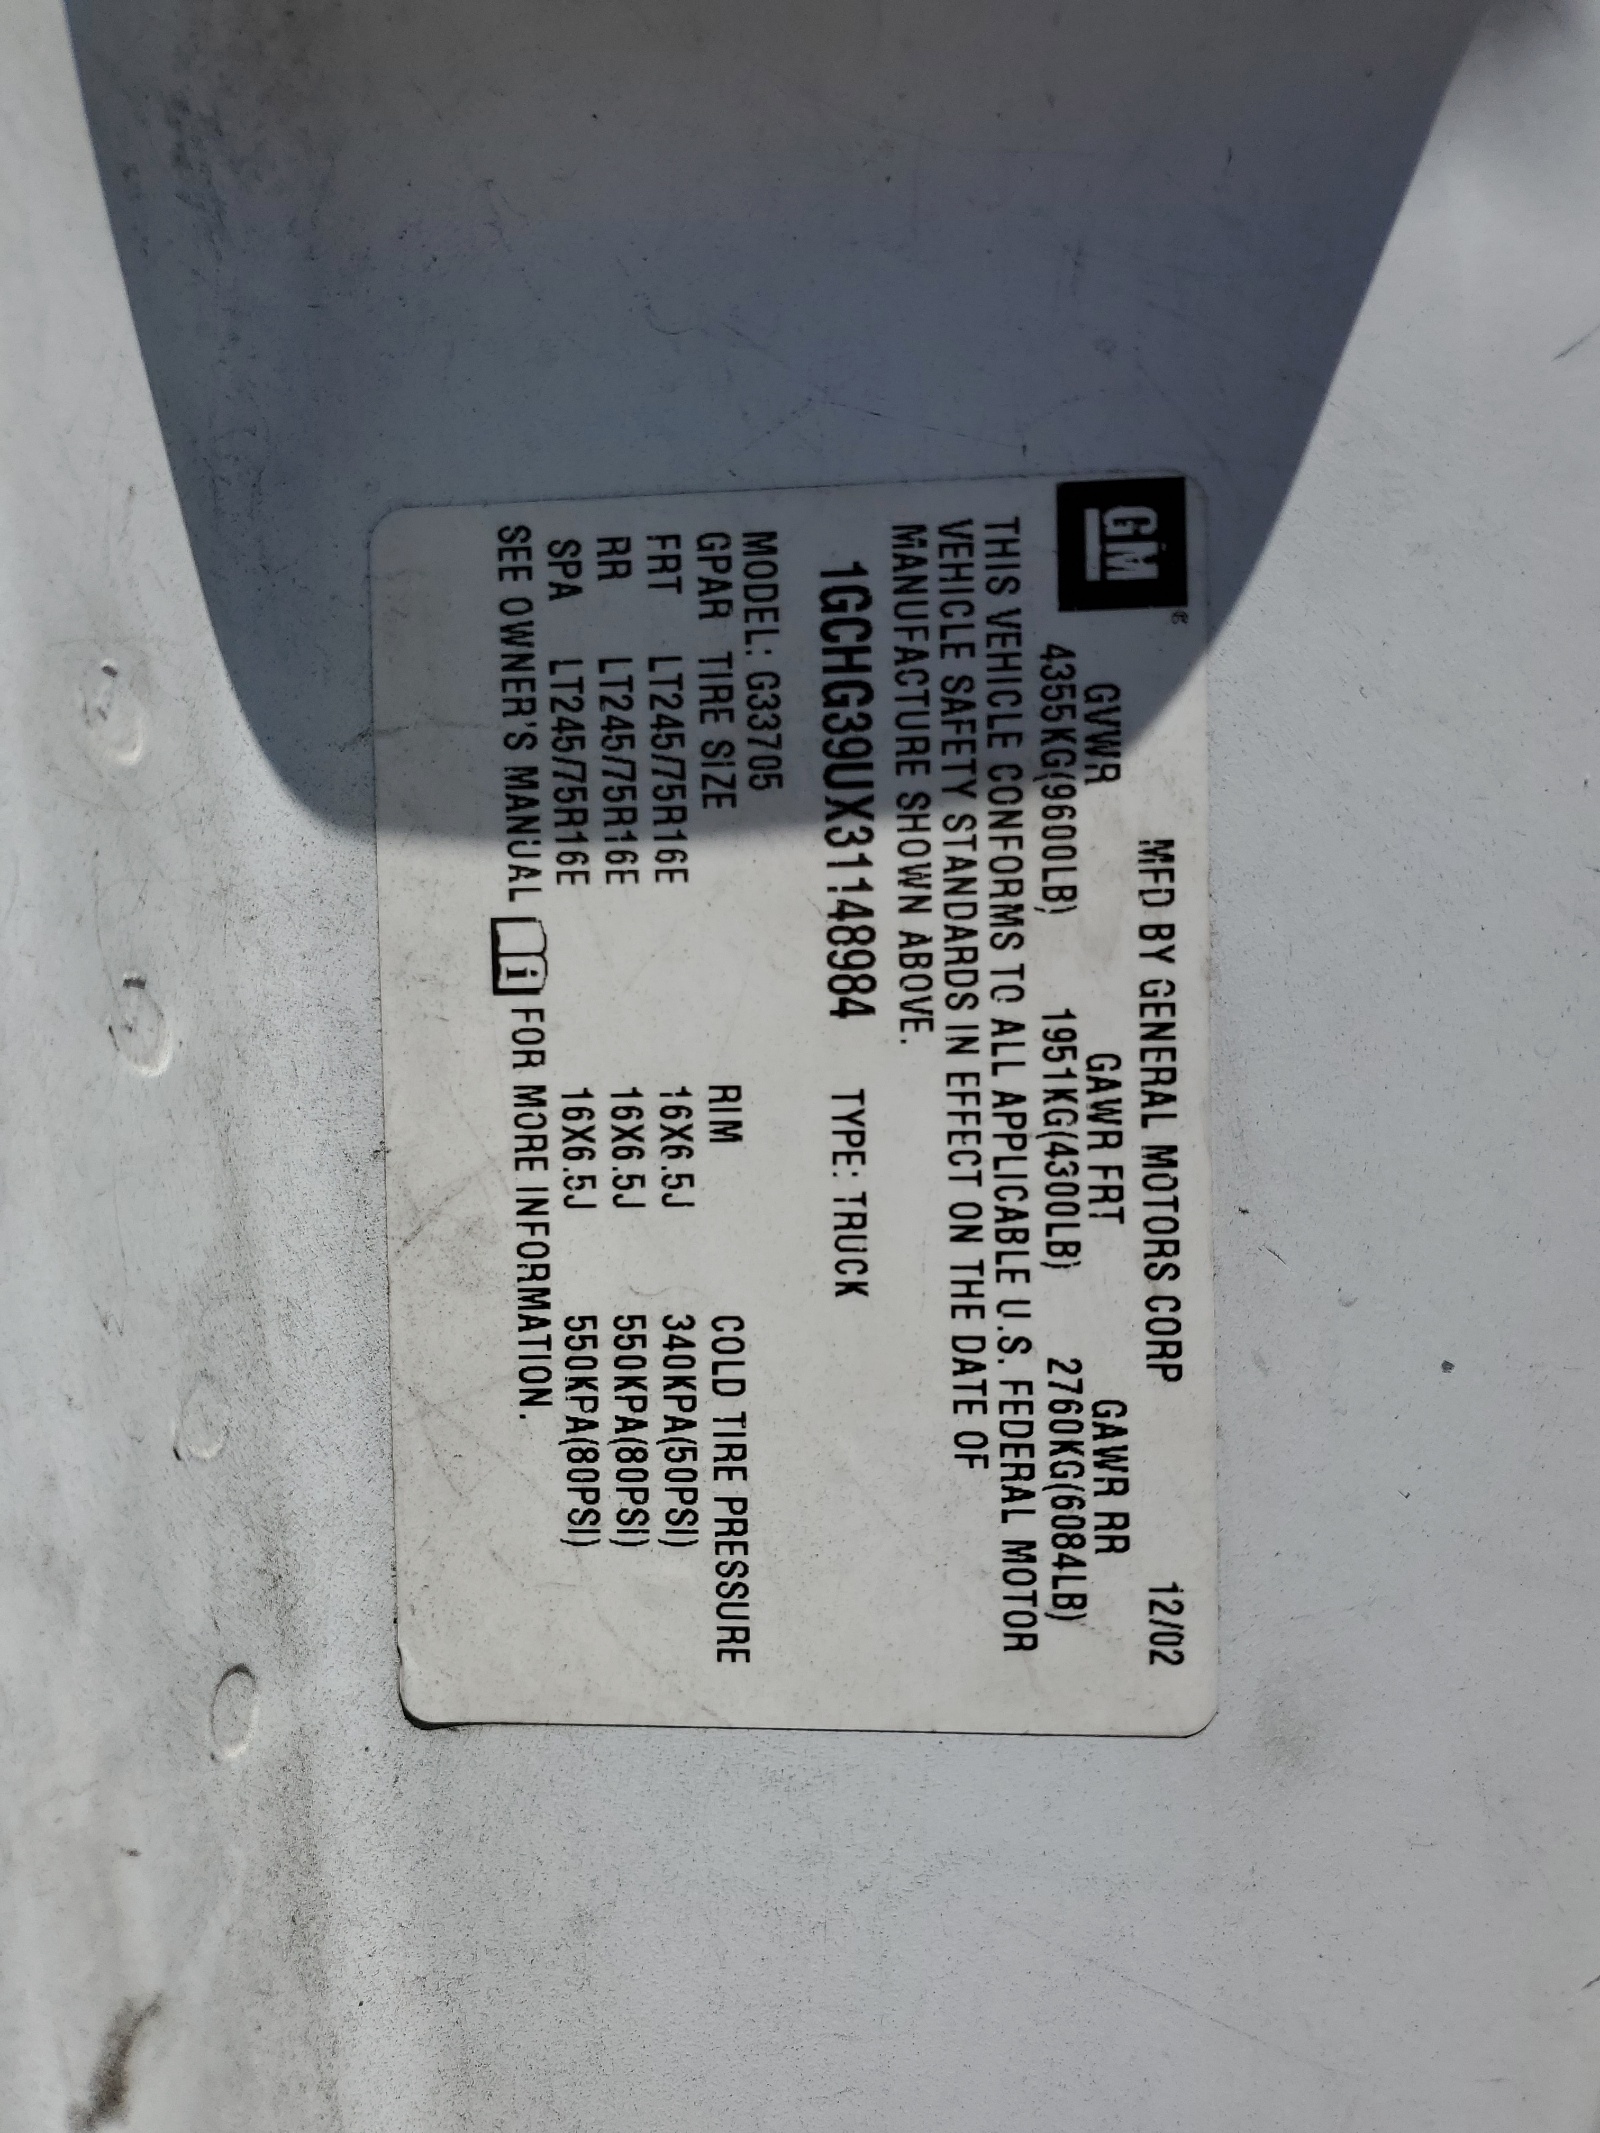 GM®
MFD BY GENERAL MOTORS CORP 12/02
GVWR GAWR FRT GAWR RR
4355KG(9600LB) 1951KG(4300LB) 2760KG(6084LB)
THIS VEHICLE CONFORMS TO ALL APPLICABLE U.S. FEDERAL MOTOR
VEHICLE SAFETY STANDARDS IN EFFECT ON THE DATE OF
MANUFACTURE SHOWN ABOVE.
1GCHG39UX31148984 TYPE: TRUCK
MODEL: G33705
GPAR TIRE SIZE RIM COLD TIRE PRESSURE
FRT LT245/75R16E 16X6.5J 340KPA(50PSI)
RR LT245/75R16E 16X6.5J 550KPA(80PSI)
SPA LT245/75R16E 16X6.5J 550KPA(80PSI)
SEE OWNER'S MANUAL i FOR MORE INFORMATION.